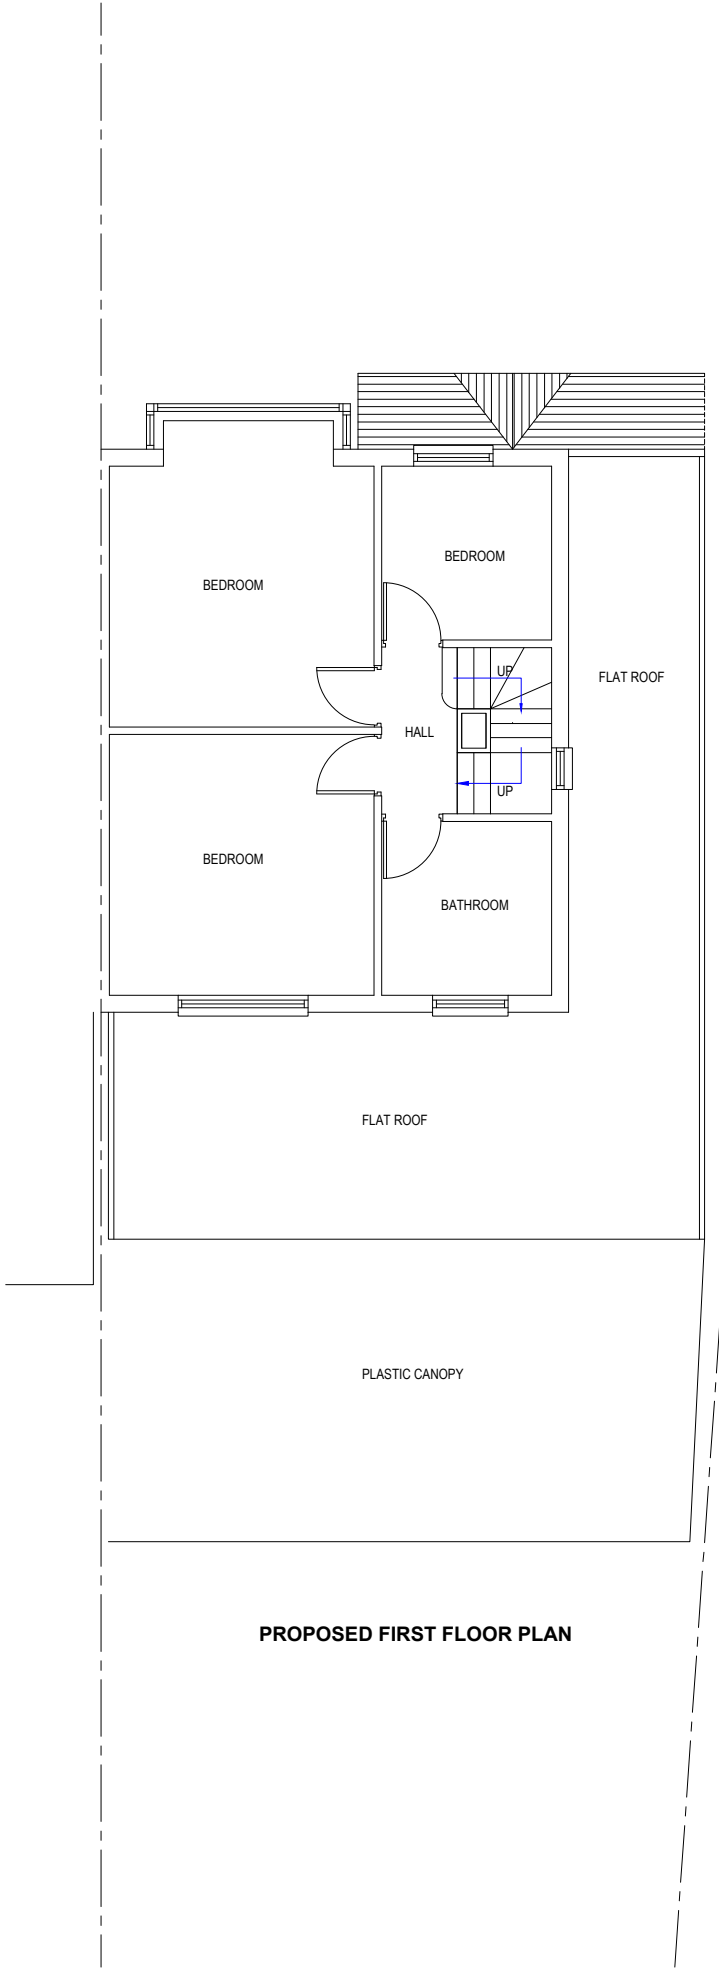 BEDROOM
BEDROOM
UP
FLAT ROOF
HALL
UP
BEDROOM
BATHROOM
FLAT ROOF
PLASTIC CANOPY
PROPOSED FIRST FLOOR PLAN